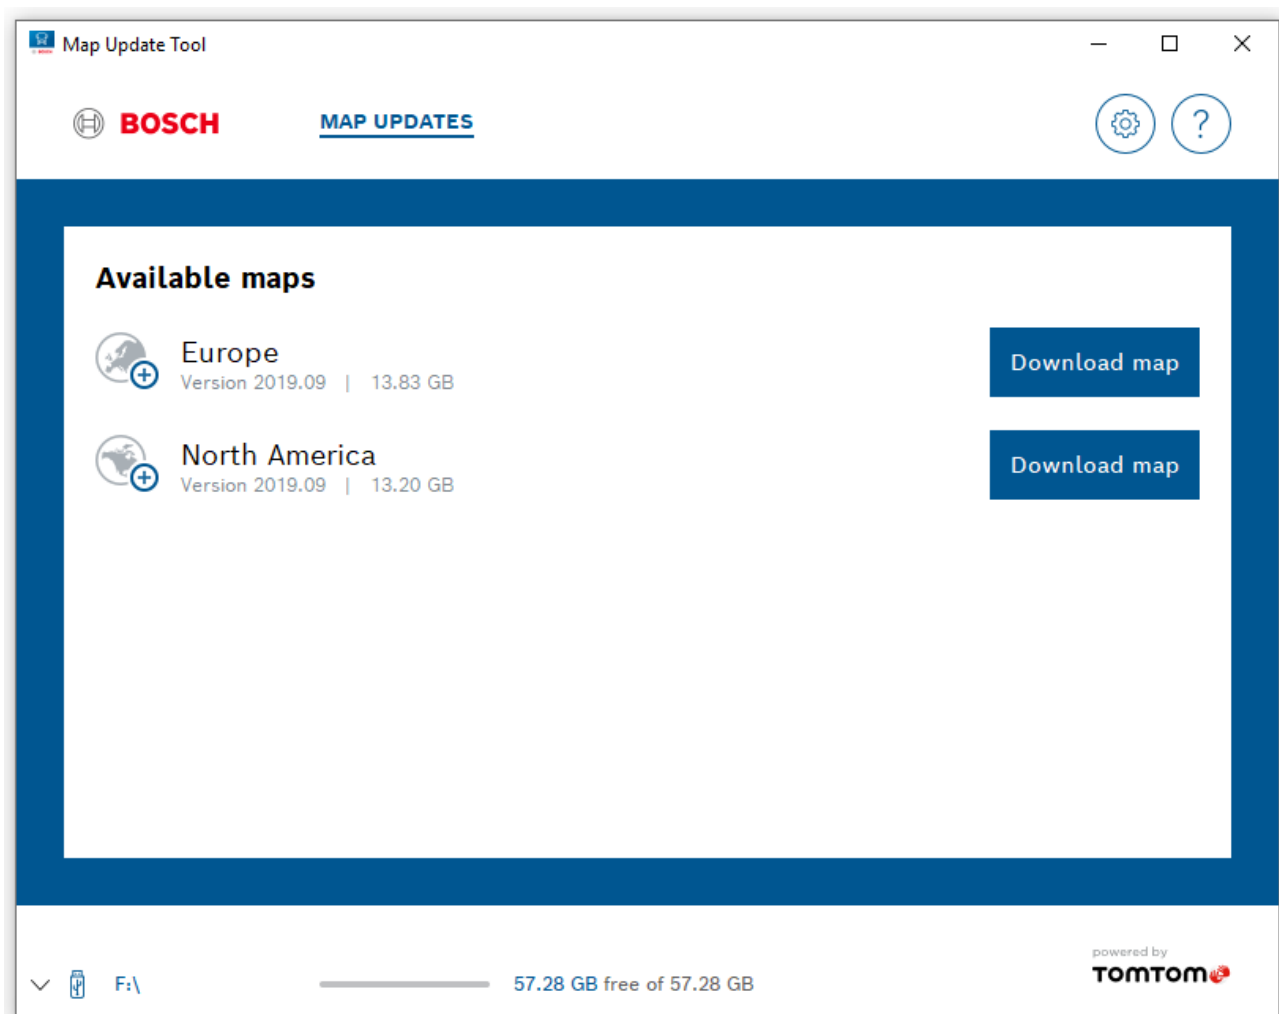 Map Update Tool
BOSCH
MAP UPDATES
?
Available maps
Europe
Version 2019.09 | 13.83 GB
Download map
North America
Version 2019.09 | 13.20 GB
Download map
powered by
TOMTOM
F:\
57.28 GB free of 57.28 GB